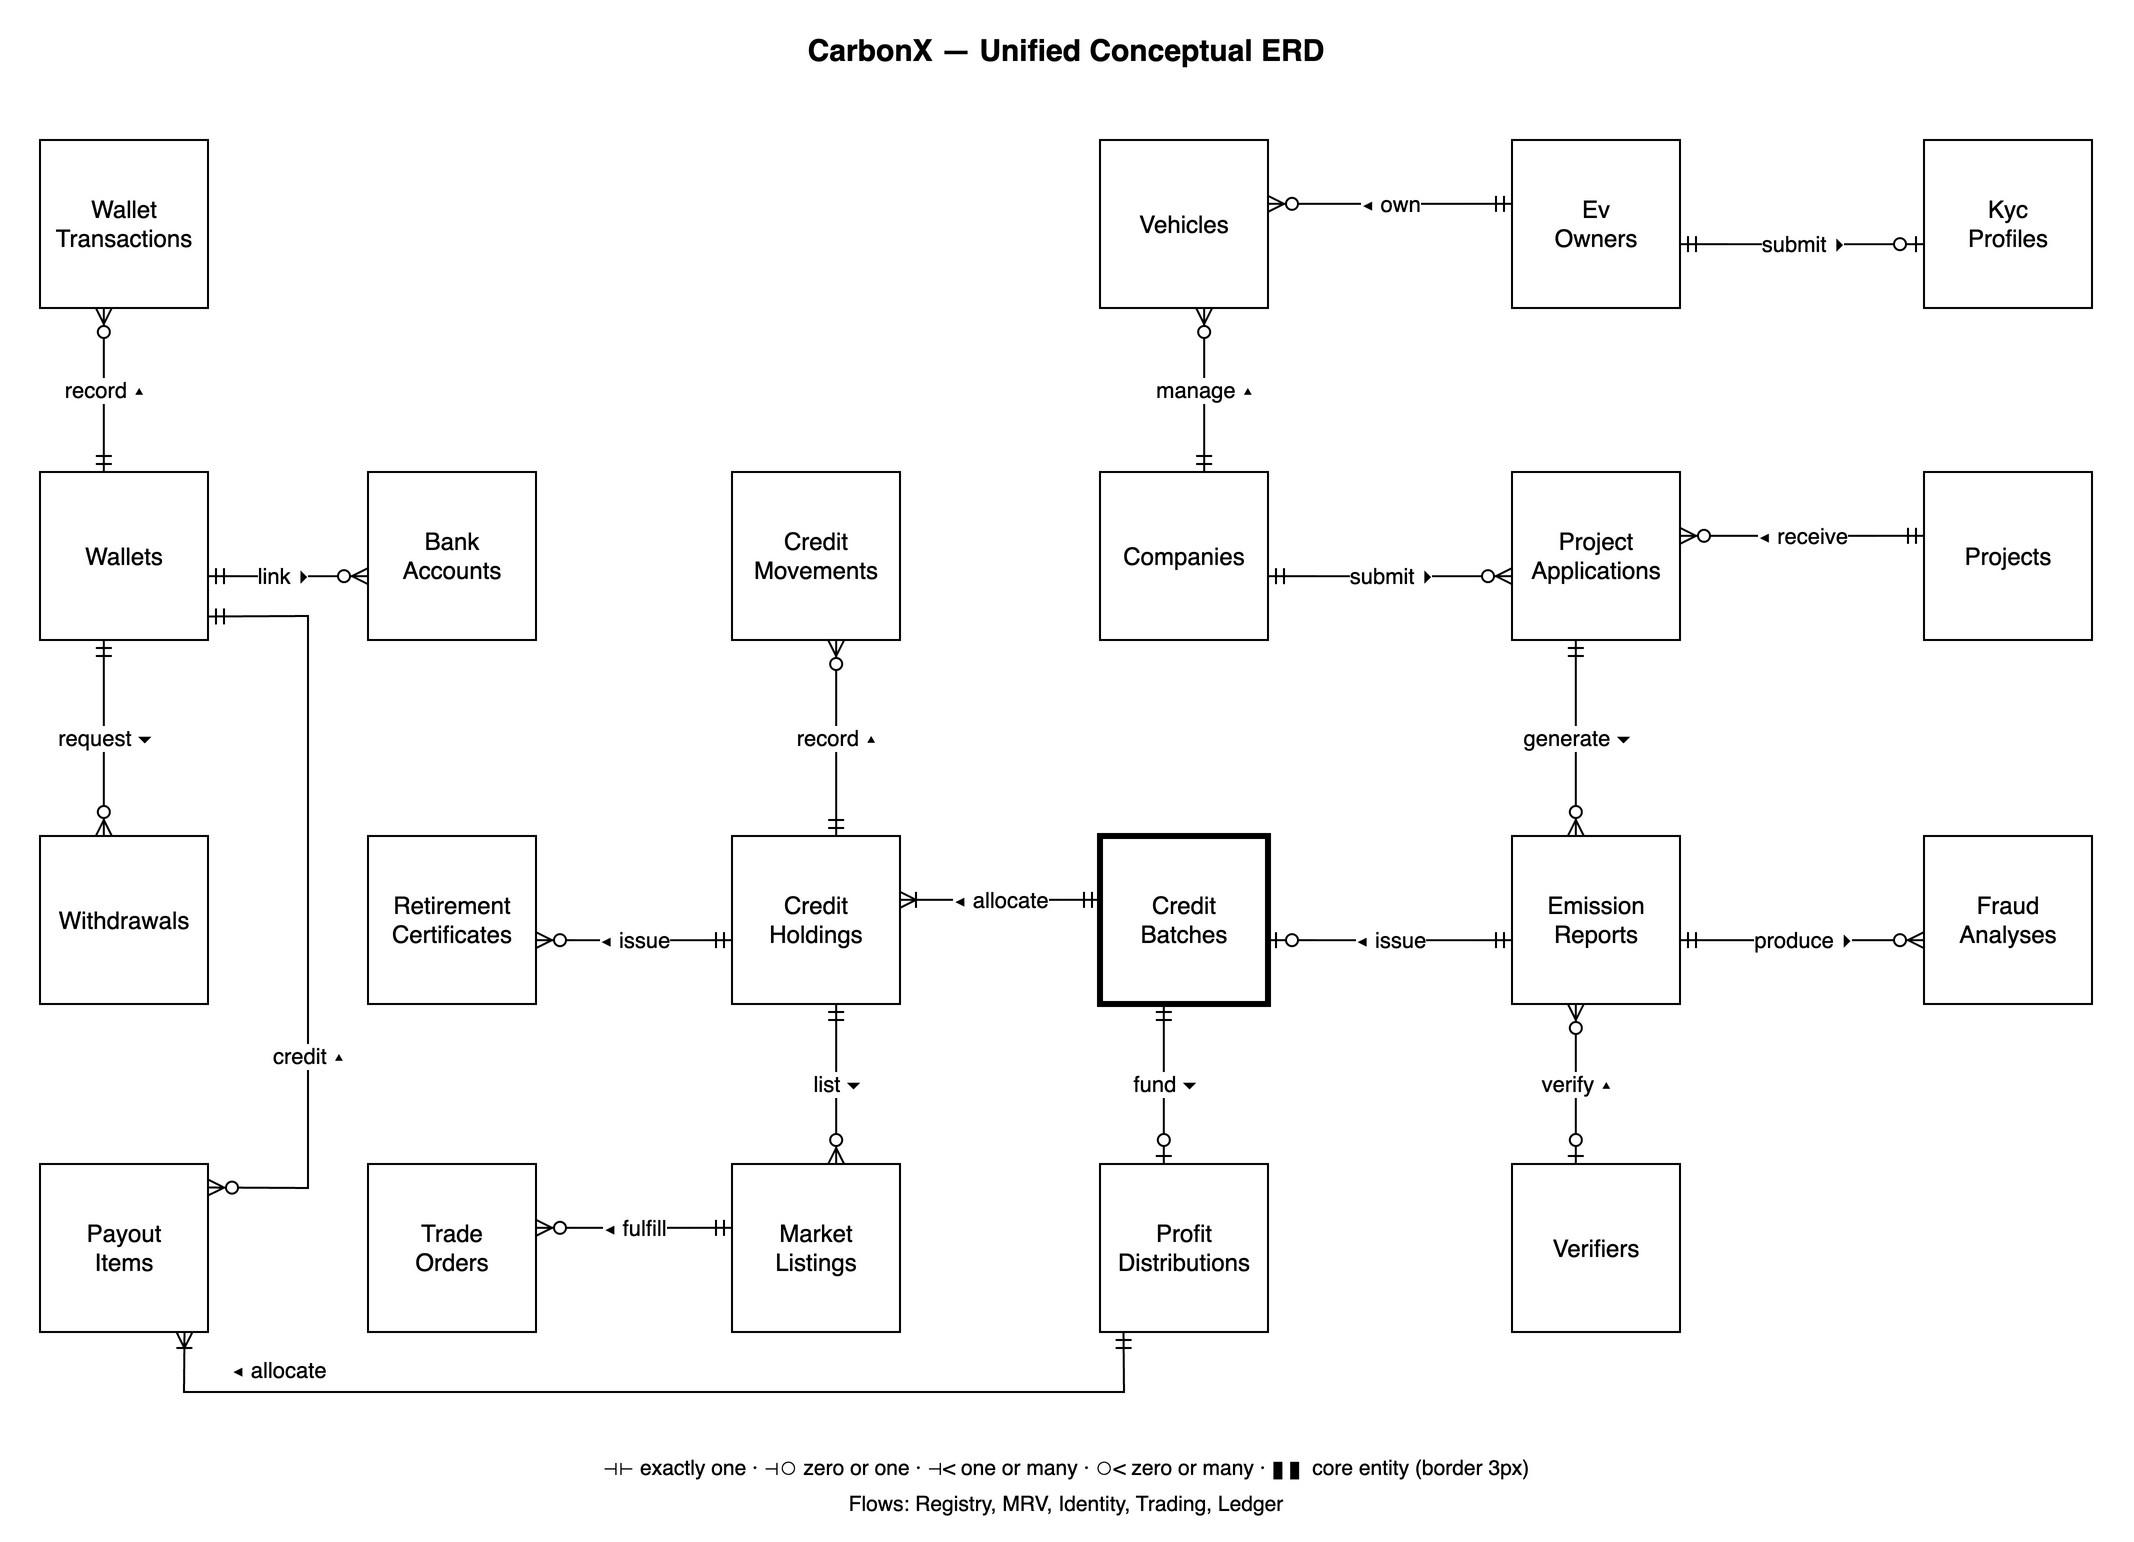 CarbonX — Unified Conceptual ERD
Wallet
Transactions
Vehicles
◂ own
Ev
Owners
submit ▸
Kyc
Profiles
record ▴
manage ▴
Wallets
link ▸
Bank
Accounts
Credit
Movements
Companies
submit ▸
Project
Applications
◂ receive
Projects
request ▾
record ▴
generate ▾
Withdrawals
Retirement
Certificates
◂ issue
Credit
Holdings
◂ allocate
Credit
Batches
◂ issue
Emission
Reports
produce ▸
Fraud
Analyses
credit ▴
list ▾
fund ▾
verify ▴
Payout
Items
Trade
Orders
◂ fulfill
Market
Listings
Profit
Distributions
Verifiers
◂ allocate
⊣⊢ exactly one · ⊣○ zero or one · ⊣< one or many · ○< zero or many · ▮▮ core entity (border 3px)
Flows: Registry, MRV, Identity, Trading, Ledger